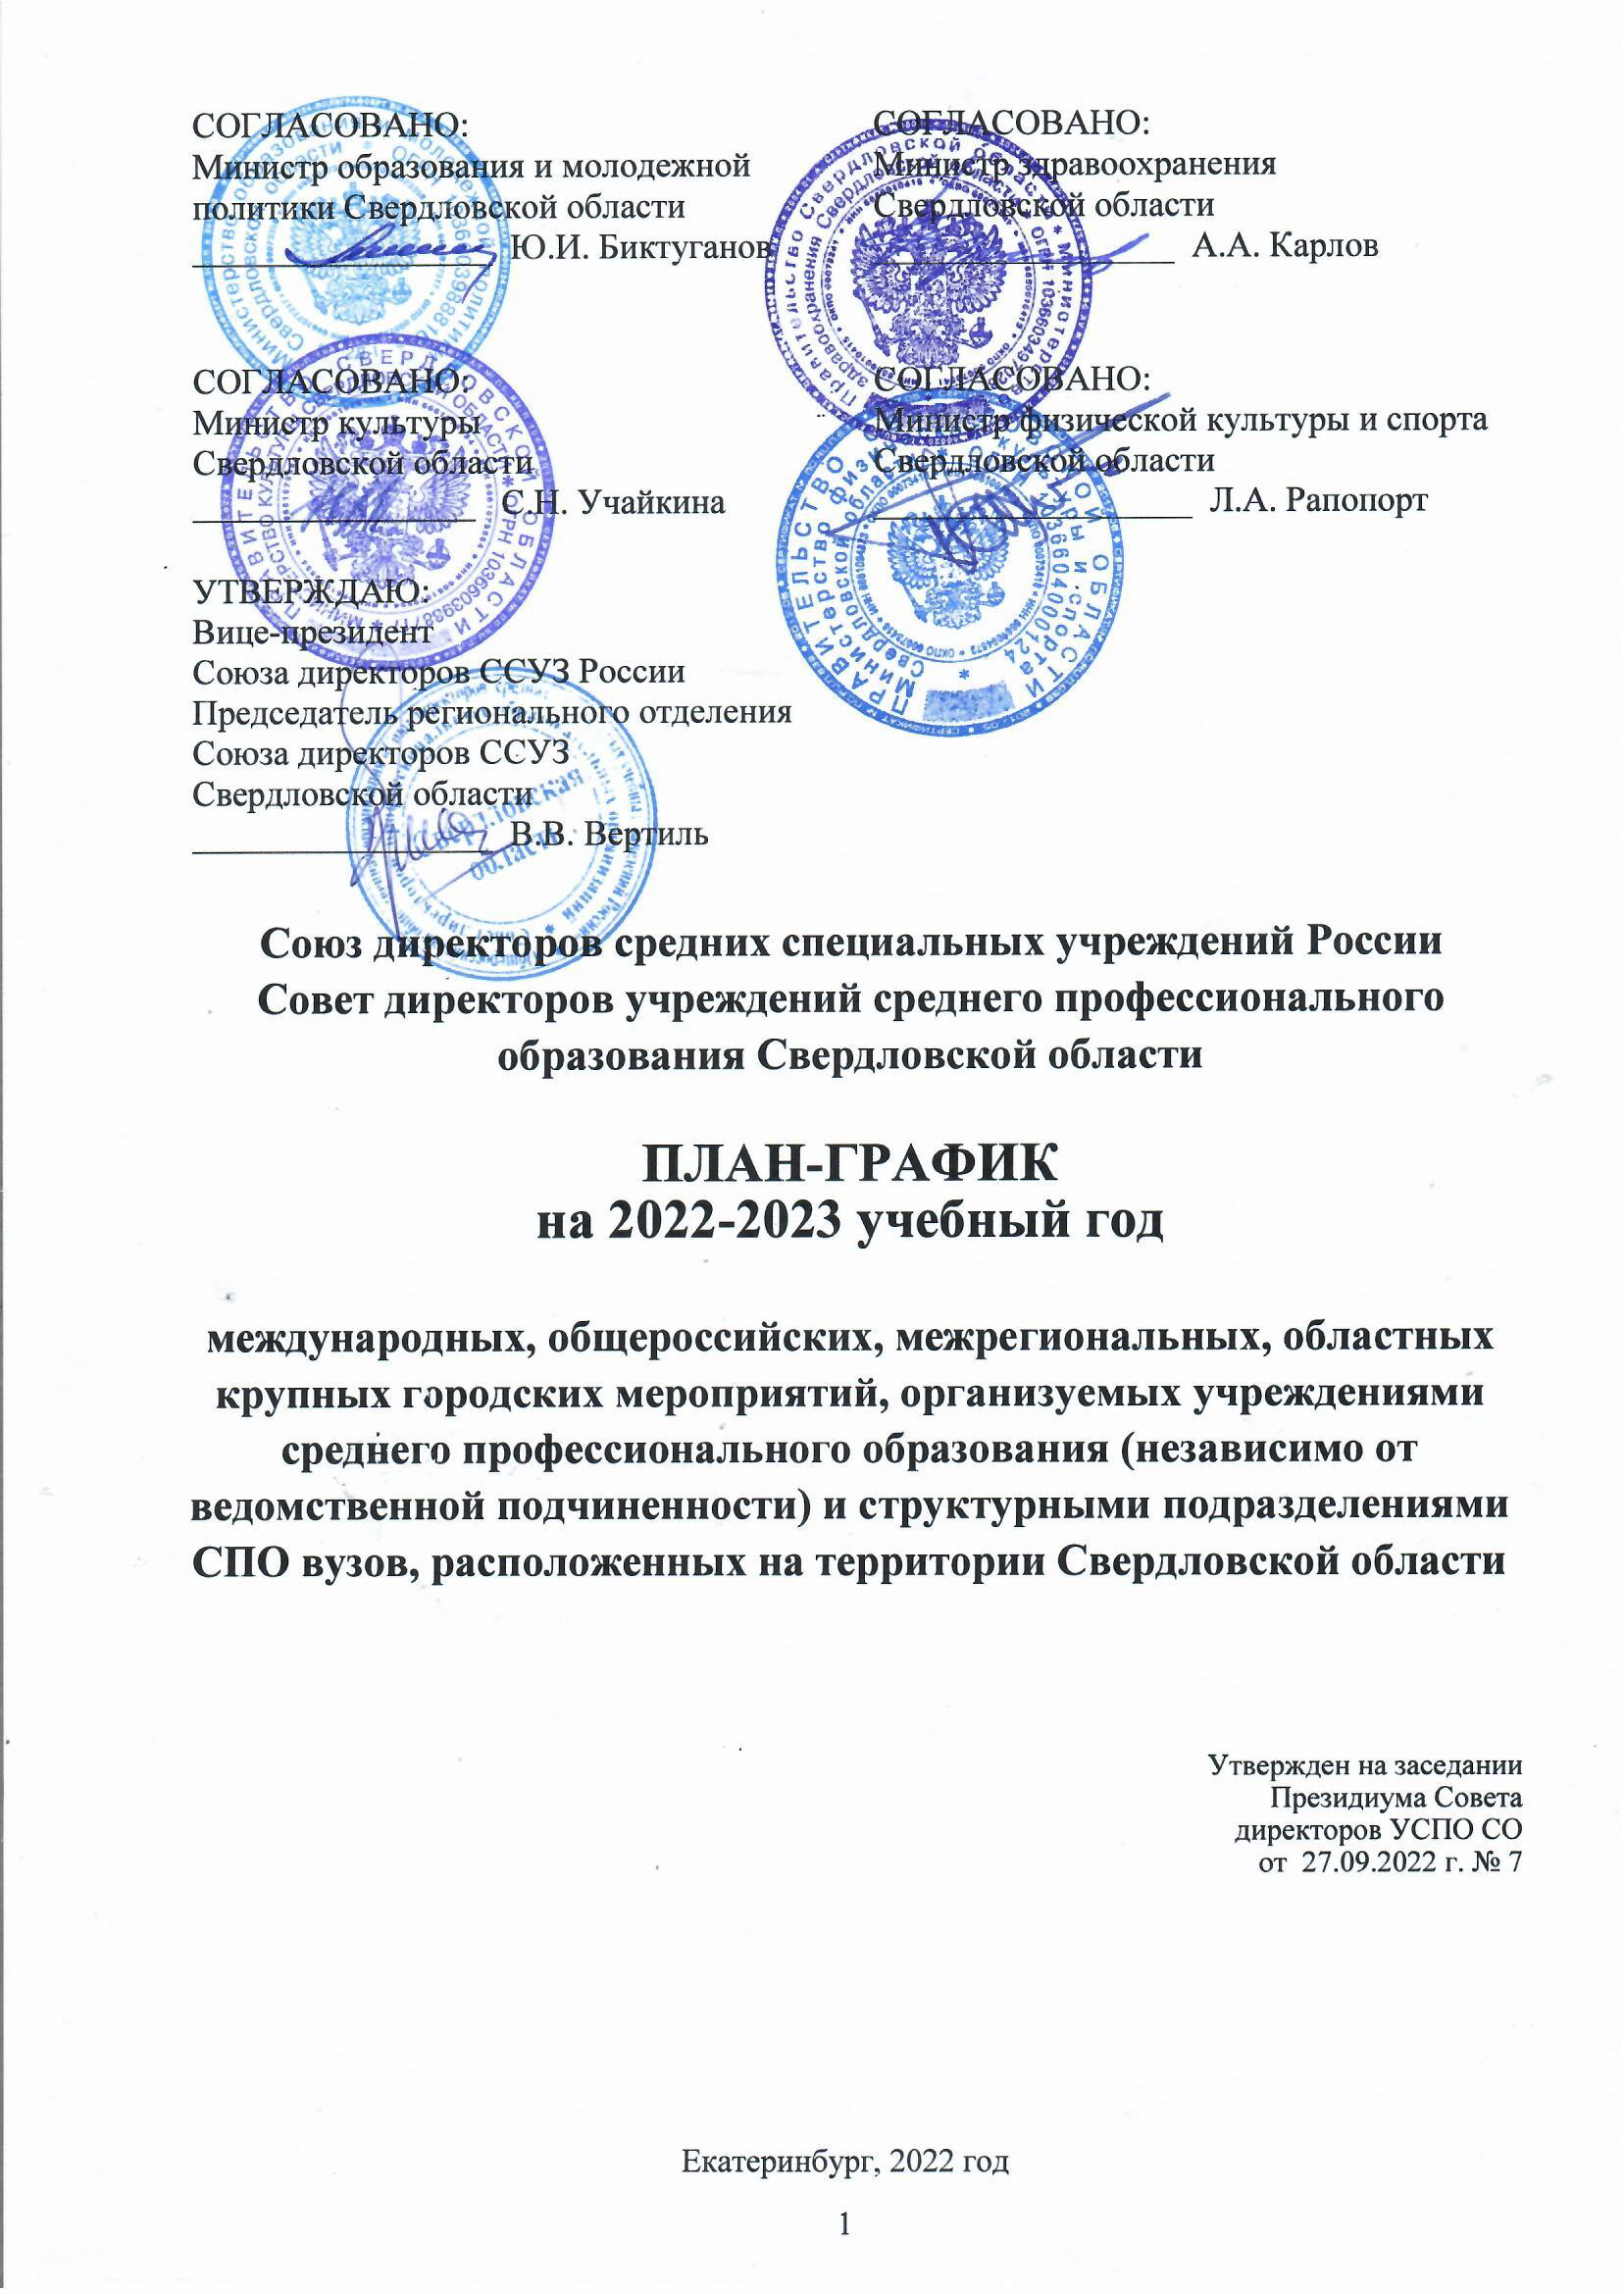 СОГЛАСОВАНО:
Министр образования и молодежной
политики Свердловской области
Ю.И. Биктуганов
СОГЛАСОВАНО:
Министр здравоохранения
Свердловской области
А.А. Карлов
СОГЛАСОВАНО:
Министр культуры
Свердловской области
С.Н. Учайкина
СОГЛАСОВАНО:
Министр физической культуры и спорта
Свердловской области
Л.А. Рапопорт
УТВЕРЖДАЮ:
Вице-президент
Союза директоров ССУЗ России
Председатель регионального отделения
Союза директоров ССУЗ
Свердловской области
В.В. Вертиль
Свердловская
область
Союз директоров средних специальных учреждений России
Совет директоров учреждений среднего профессионального
образования Свердловской области
ПЛАН-ГРАФИК
на 2022-2023 учебный год
международных, общероссийских, межрегиональных, областных
крупных городских мероприятий, организуемых учреждениями
среднего профессионального образования (независимо от
ведомственной подчиненности) и структурными подразделениями
СПО вузов, расположенных на территории Свердловской области
Утвержден на заседании
Президиума Совета
директоров УСПО СО
от 27.09.2022 г. № 7
Екатеринбург, 2022 год
1